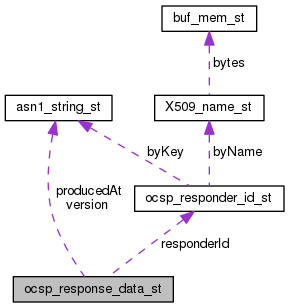 buf_mem_st
bytes
asn1_string_st
X509_name_st
byKey
byName
producedAt
version
ocsp_responder_id_st
responderId
ocsp_response_data_st